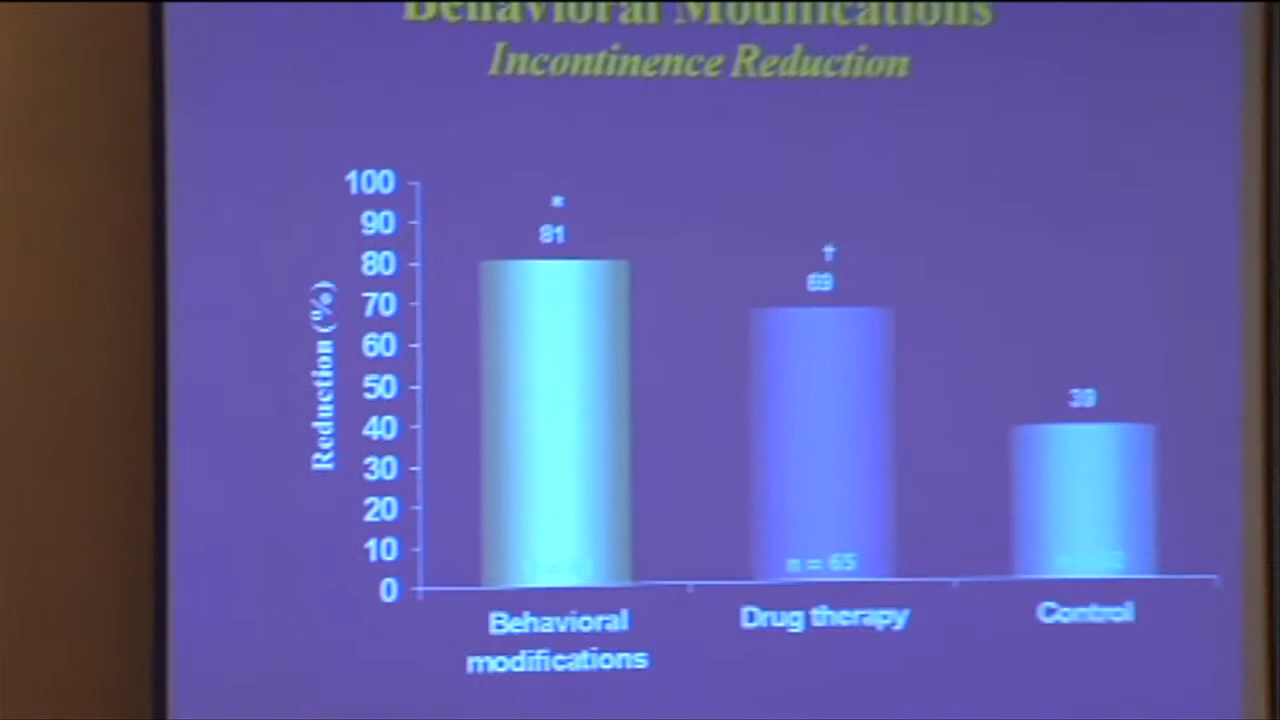 Behavioral Modifications
Incontinence Reduction
Reduction (%)
100
90
80
70
60
50
40
30
20
10
0
*
81
†
69
39
n = 65
Behavioral
modifications
Drug therapy
Control